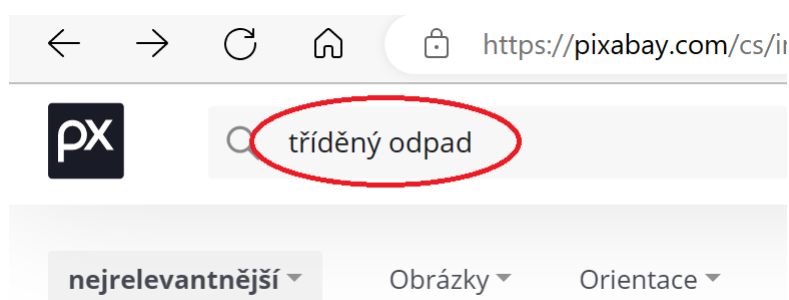 https://pixabay.com/cs/i
px
tříděný odpad
nejrelevantnější Obrázky Orientace